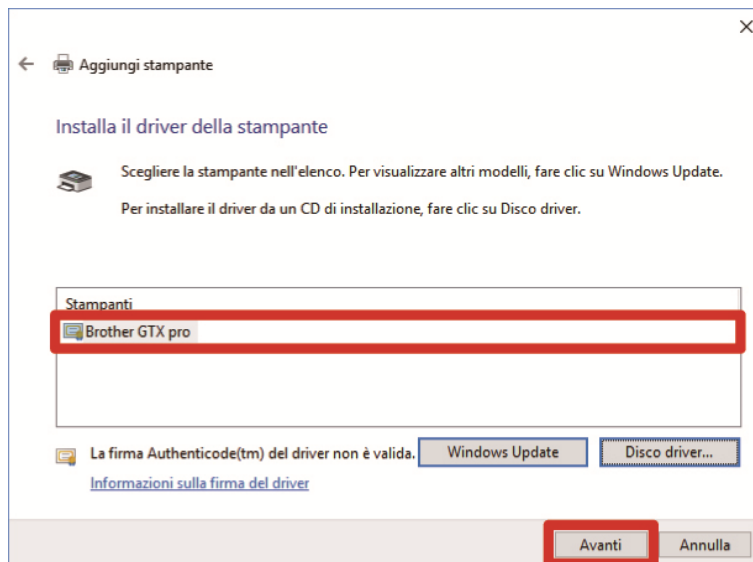 Aggiungi stampante
Installa il driver della stampante
Scegliere la stampante nell'elenco. Per visualizzare altri modelli, fare clic su Windows Update.
Per installare il driver da un CD di installazione, fare clic su Disco driver.
Stampanti
Brother GTX pro
La firma Authenticode(tm) del driver non è valida. Windows Update Disco driver...
Informazioni sulla firma del driver
Avanti Annulla